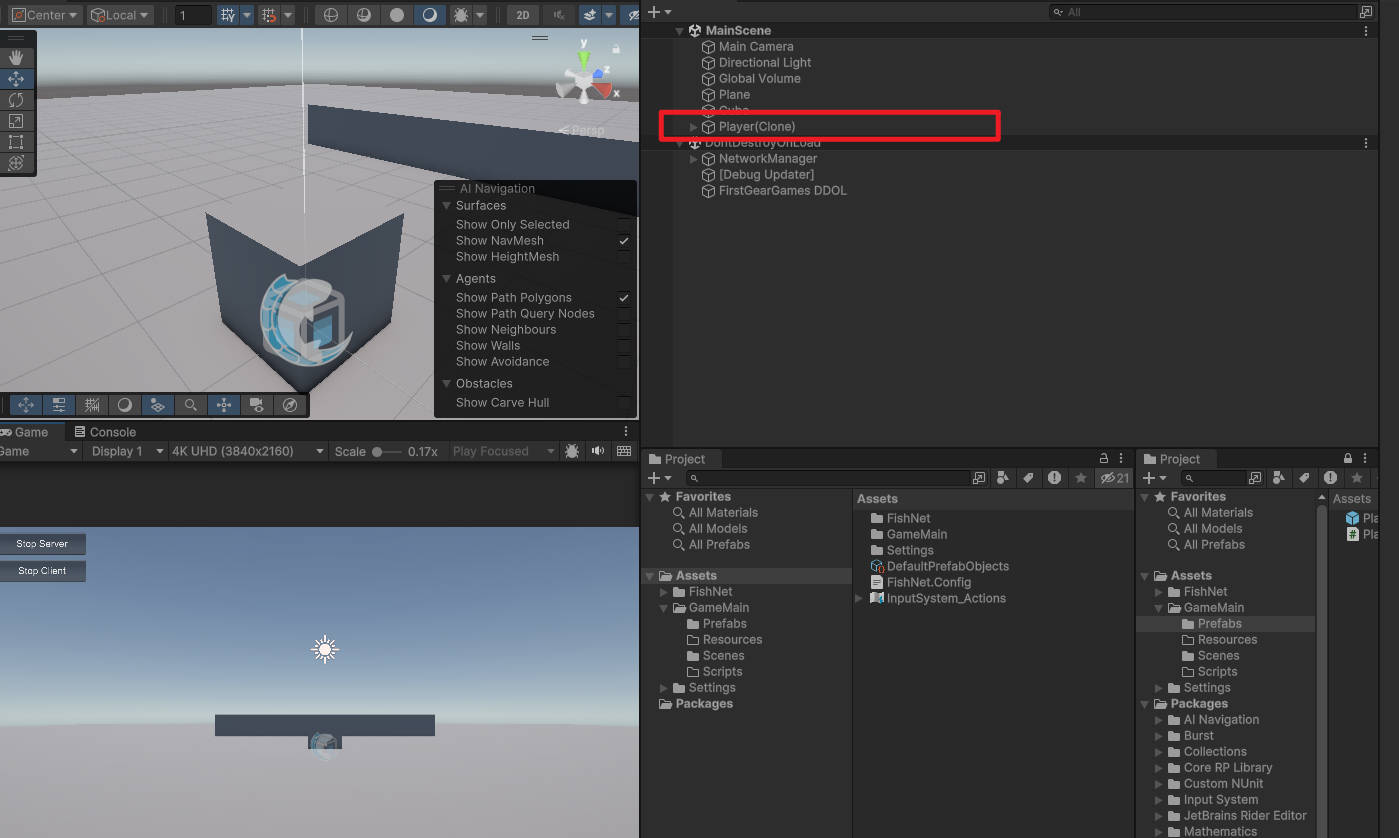 Center
Local
1
2D
All
y
z
x
Persp
AI Navigation
Surfaces
Show Only Selected
Show NavMesh
Show HeightMesh
Agents
Show Path Polygons
Show Path Query Nodes
Show Neighbours
Show Walls
Show Avoidance
Obstacles
Show Carve Hull
MainScene
Main Camera
Directional Light
Global Volume
Plane
Cube
Player(Clone)
DontDestroyOnLoad
NetworkManager
[Debug Updater]
FirstGearGames DDOL
Game
Console
Game
Display 1
4K UHD (3840x2160)
Scale
0.17x
Play Focused
Stop Server
Stop Client
Project
21
Favorites
All Materials
All Models
All Prefabs
Assets
FishNet
GameMain
Prefabs
Resources
Scenes
Scripts
Settings
Packages
Assets
FishNet
GameMain
Settings
DefaultPrefabObjects
FishNet.Config
InputSystem_Actions
Project
Favorites
All Materials
All Models
All Prefabs
Assets
FishNet
GameMain
Prefabs
Resources
Scenes
Scripts
Settings
Packages
AI Navigation
Burst
Collections
Core RP Library
Custom NUnit
Input System
JetBrains Rider Editor
Mathematics
Assets
Pla
Pla